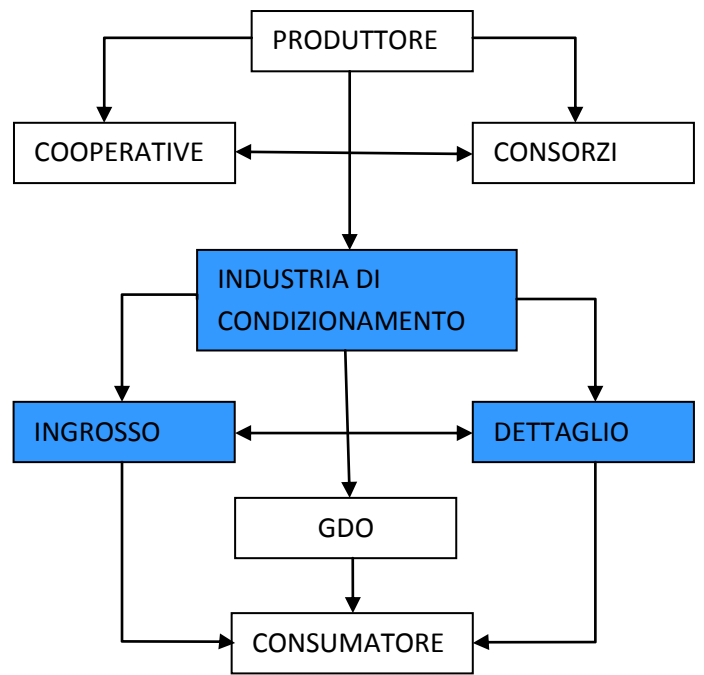 PRODUTTORE
COOPERATIVE
CONSORZI
INDUSTRIA DI
CONDIZIONAMENTO
INGROSSO
DETTAGLIO
GDO
CONSUMATORE